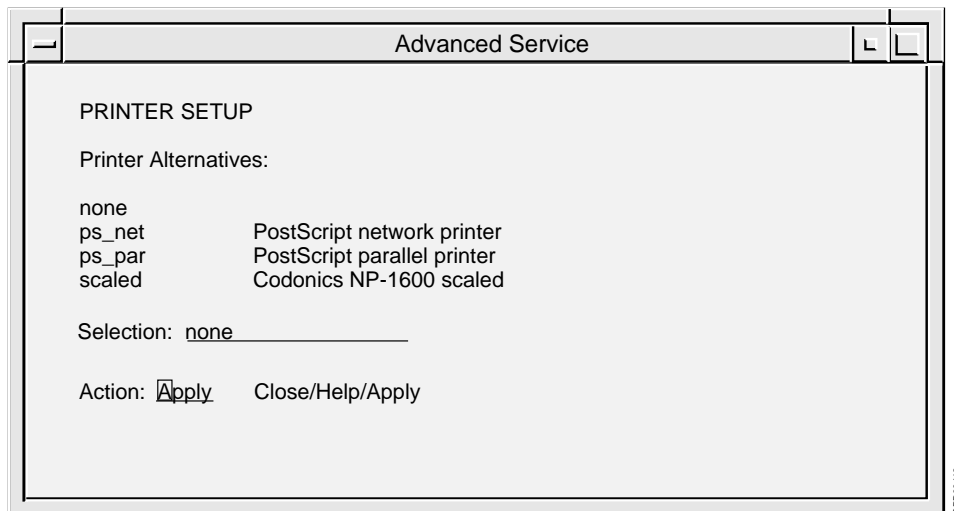 Advanced Service
PRINTER SETUP
Printer Alternatives:
none
ps_net PostScript network printer
ps_par PostScript parallel printer
scaled Codonics NP-1600 scaled
Selection: none
Action: Apply Close/Help/Apply